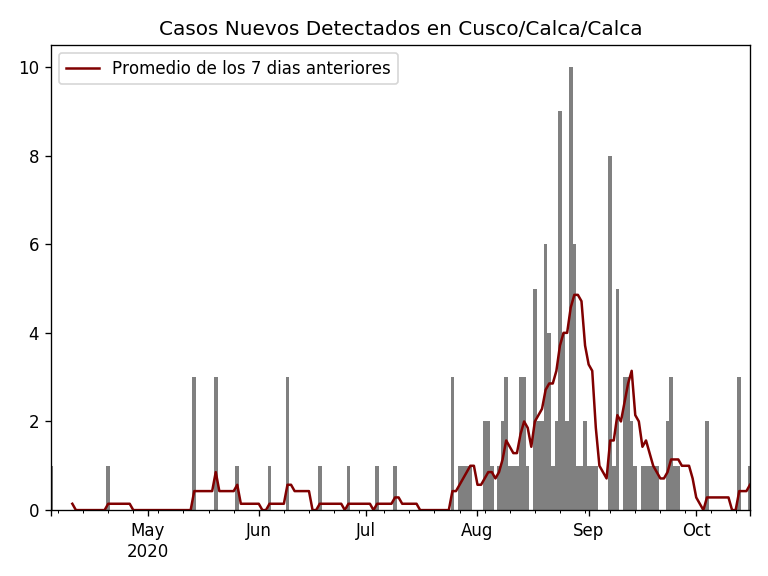 Casos Nuevos Detectados en Cusco/Calca/Calca
Promedio de los 7 dias anteriores
10
8
6
4
2
0
May Jun Jul Aug Sep Oct
2020